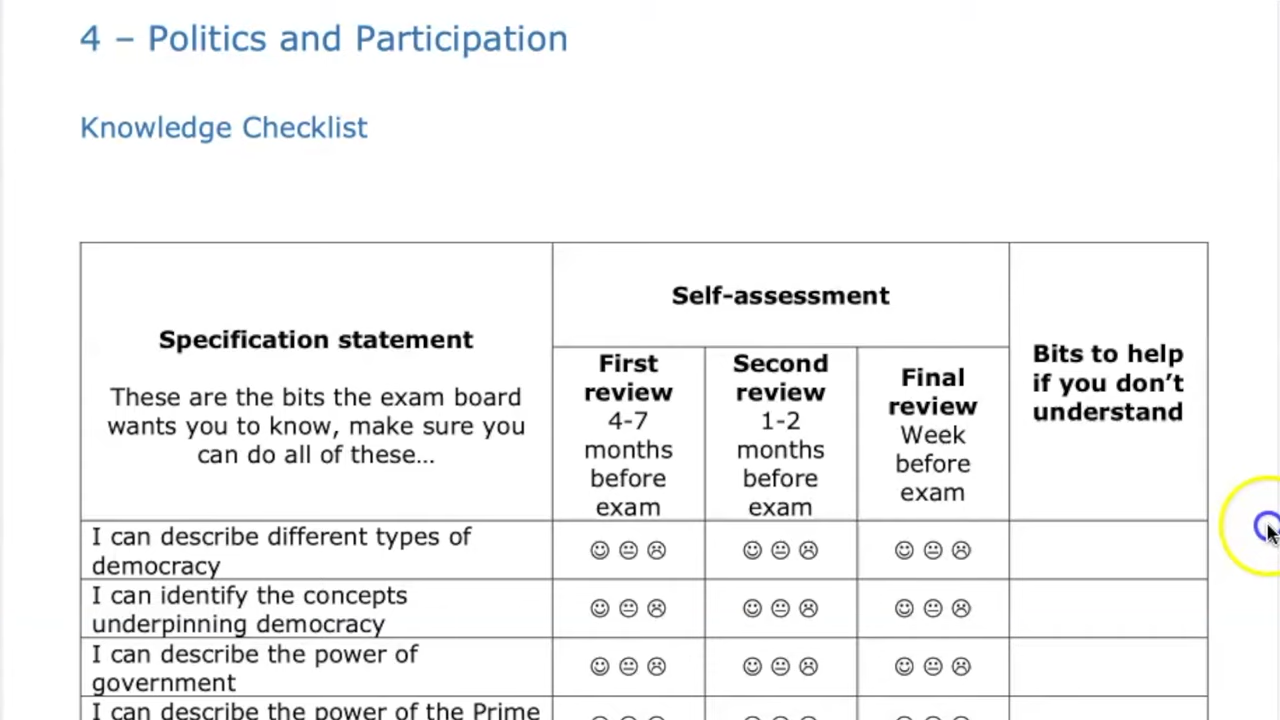 4 – Politics and Participation
Knowledge Checklist
Self-assessment
Specification statement
These are the bits the exam board
wants you to know, make sure you
can do all of these…
First
review
4-7
months
before
exam
Second
review
1-2
months
before
exam
Final
review
Week
before
exam
Bits to help
if you don’t
understand
I can describe different types of
democracy
☺ 😐 ☹ ☺ 😐 ☹ ☺ 😐 ☹
I can identify the concepts
underpinning democracy
☺ 😐 ☹ ☺ 😐 ☹ ☺ 😐 ☹
I can describe the power of
government
☺ 😐 ☹ ☺ 😐 ☹ ☺ 😐 ☹
I can describe the power of the Prime